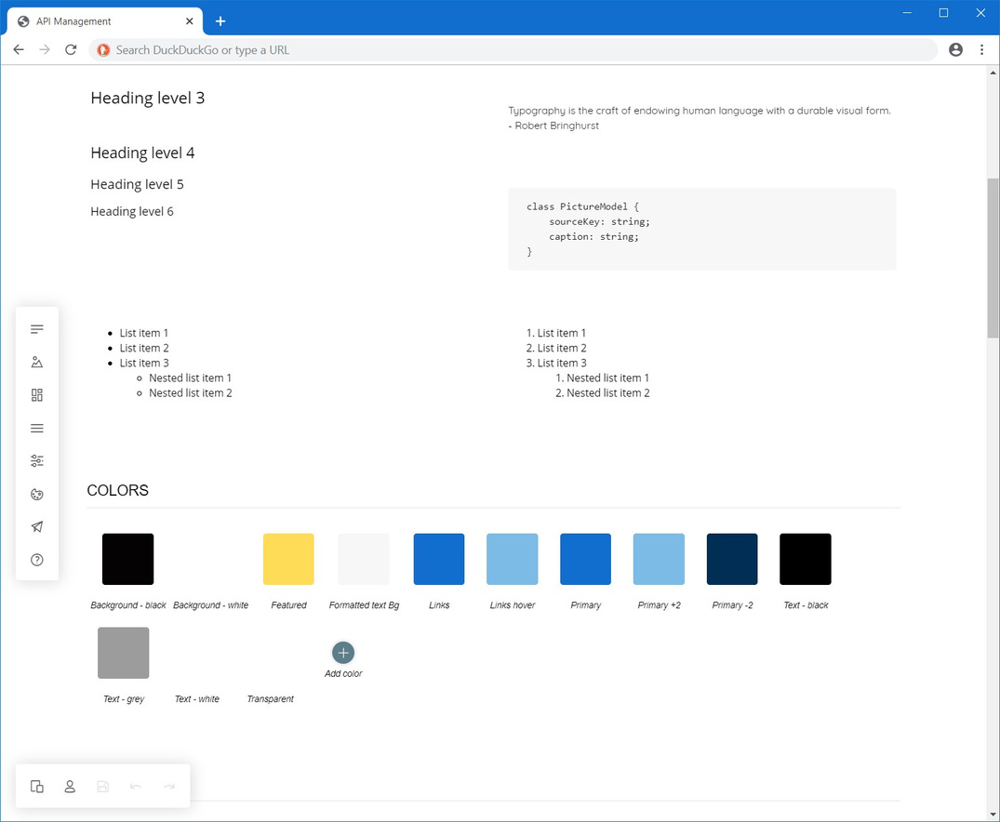 API Management
Search DuckDuckGo or type a URL
Heading level 3
Typography is the craft of endowing human language with a durable visual form.
- Robert Bringhurst
Heading level 4
Heading level 5
Heading level 6
class PictureModel {
    sourceKey: string;
    caption: string;
}
List item 1
List item 2
List item 3
Nested list item 1
Nested list item 2
1. List item 1
2. List item 2
3. List item 3
1. Nested list item 1
2. Nested list item 2
COLORS
Background - black
Background - white
Featured
Formatted text Bg
Links
Links hover
Primary
Primary +2
Primary -2
Text - black
Text - grey
Text - white
Transparent
Add color